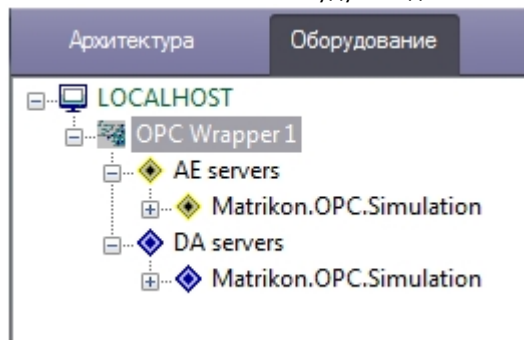 Архитектура Оборудование
LOCALHOST
OPC Wrapper 1
AE servers
Matrikon.OPC.Simulation
DA servers
Matrikon.OPC.Simulation